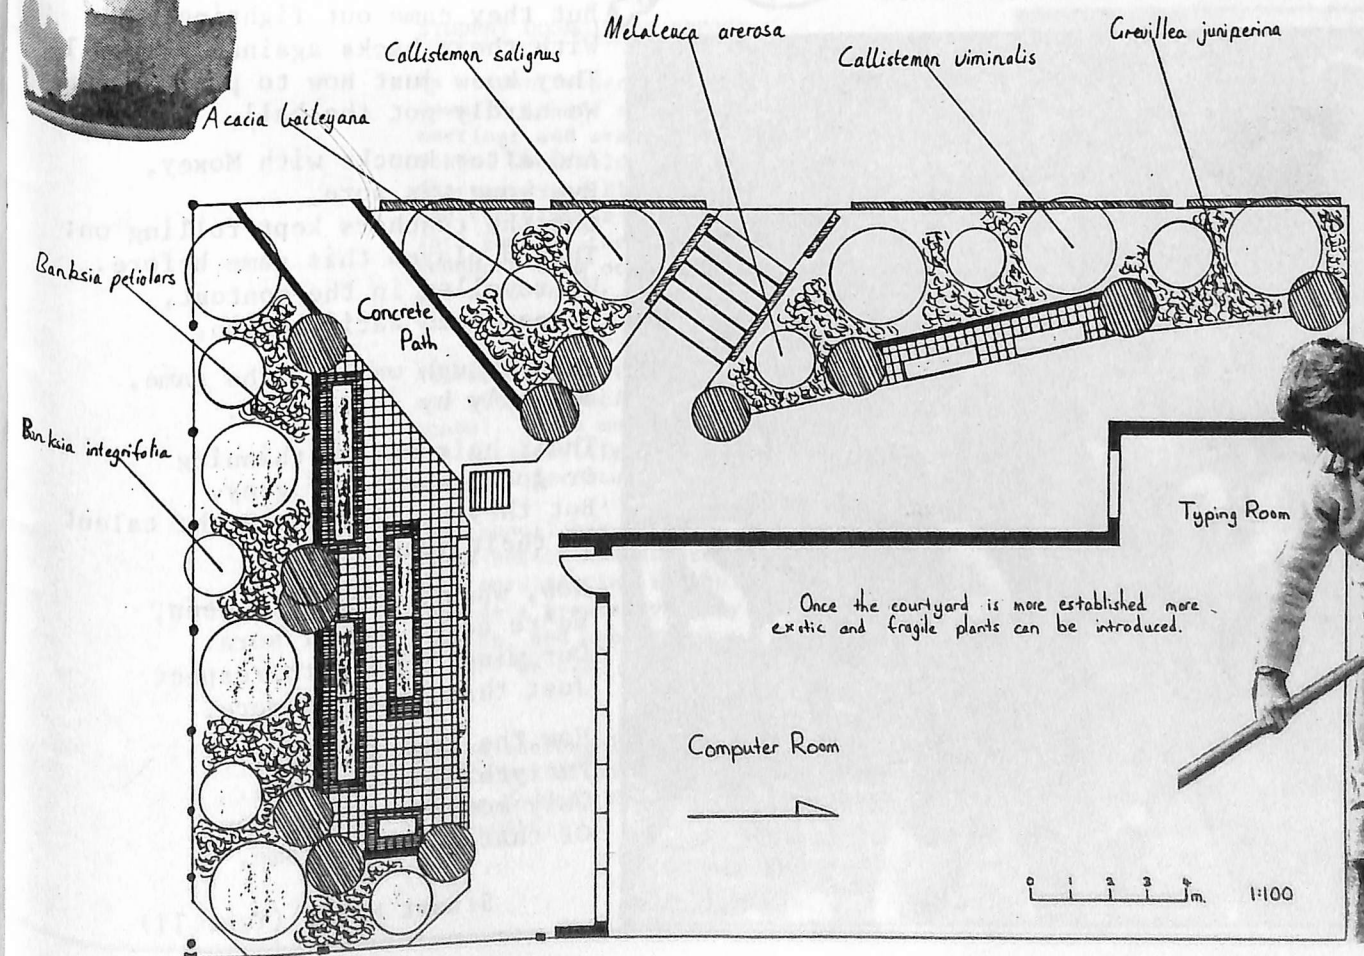 Callistemon salignus
Melaleuca arerosa
Callistemon viminalis
Grevillea juniperina
Acacia baileyana
Banksia petiolars
Concrete
Path
Banksia integrifolia
Typing Room
Once the courtyard is more established more
exotic and fragile plants can be introduced.
Computer Room
0 1 2 3 4
m.
1:100